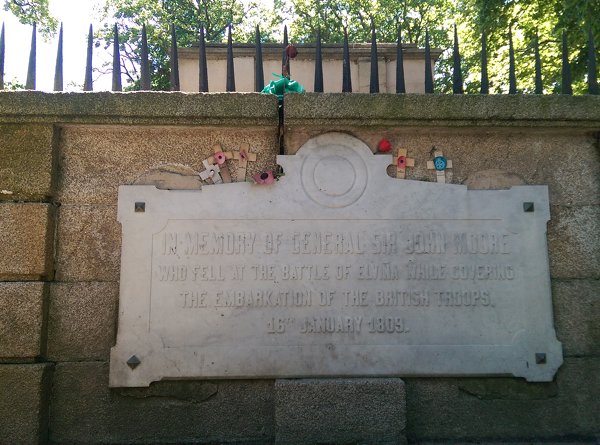 IN MEMORY OF GENERAL SIR JOHN MOORE
WHO FELL AT THE BATTLE OF ELVIÑA WHILE COVERING
THE EMBARKATION OF THE BRITISH TROOPS.
16TH JANUARY 1809.